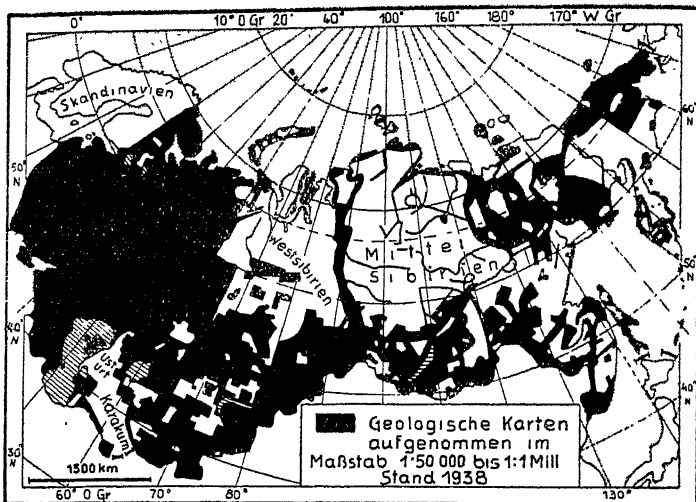 0° 10° O Gr 20° 40° 100° 160° 180° 170° W Gr
Skandinavien
60° N
50° N
Westsibirien
Mittel
Sibirien
50° N
40° N
Ust Urt
Karakum
40° N
30° N
Geologische Karten
aufgenommen im
Maßstab 1:50 000 bis 1:1 Mill
Stand 1938
1500 km
60° O Gr 70° 80° 130°